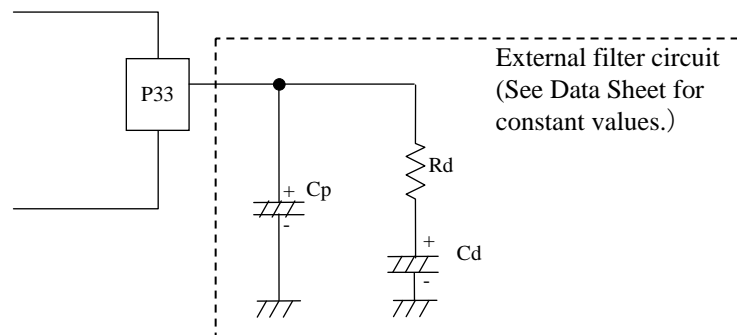 External filter circuit
(See Data Sheet for
constant values.）
P33
Rd
+ Cp
-
+
Cd
-